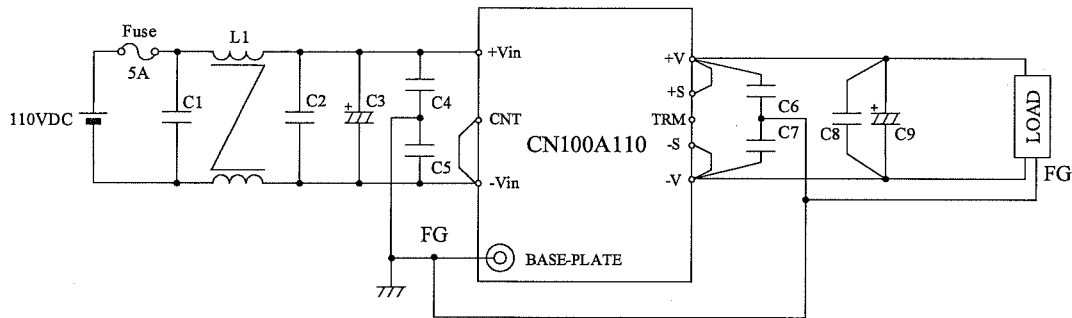 Fuse
5A
L1
110VDC
C1
C2
C3
+
C4
C5
+Vin
CNT
-Vin
CN100A110
BASE-PLATE
FG
+V
+S
TRM
-S
-V
C6
C7
C8
+
C9
LOAD
FG